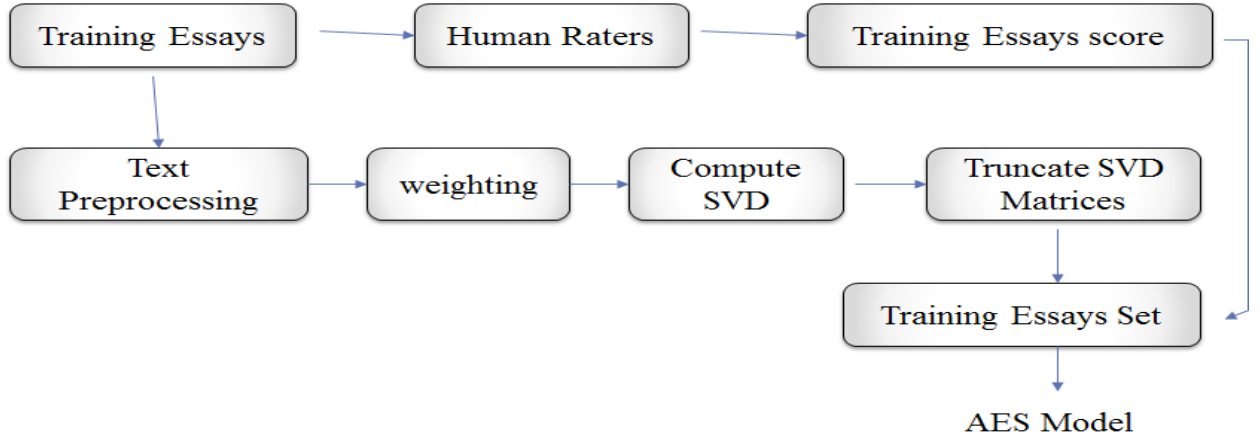 Training Essays
Human Raters
Training Essays score
Text
Preprocessing
weighting
Compute
SVD
Truncate SVD
Matrices
Training Essays Set
AES Model